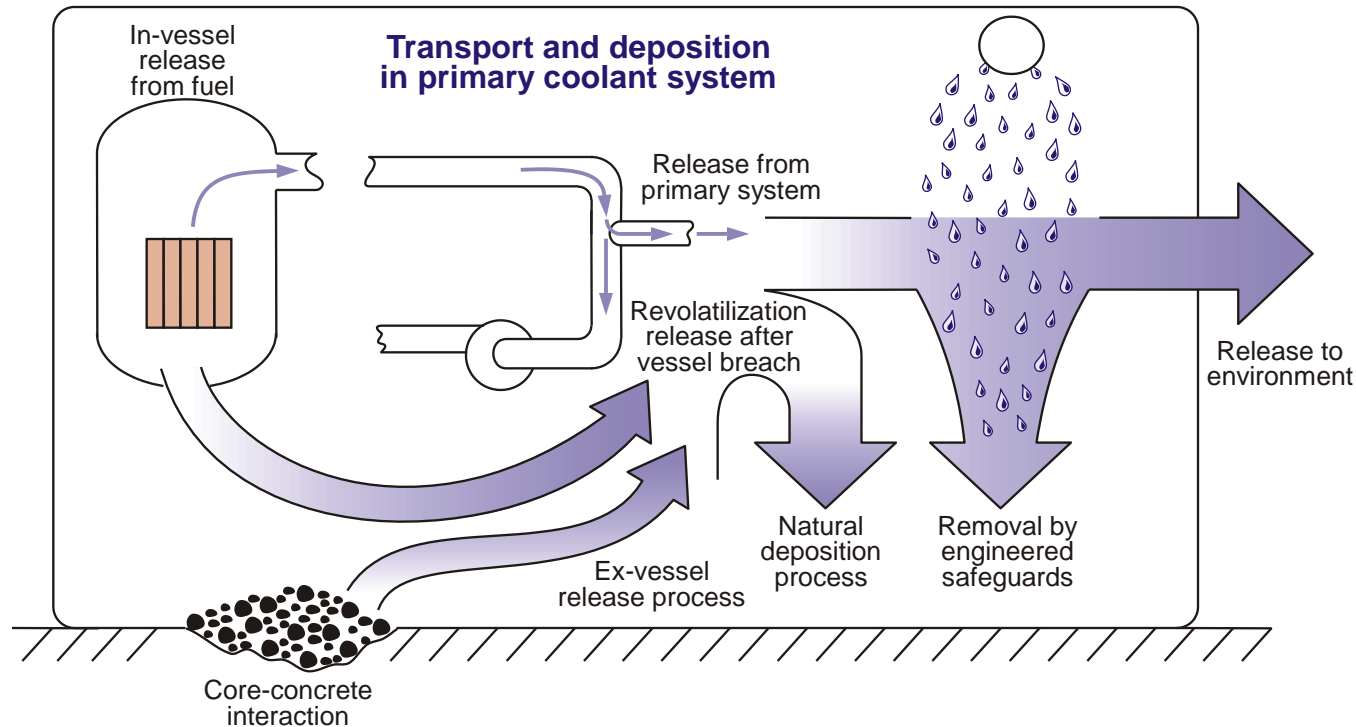 In-vessel
release
from fuel
Transport and deposition
in primary coolant system
Release from
primary system
Revolatilization
release after
vessel breach
Release to
environment
Natural
deposition
process
Removal by
engineered
safeguards
Ex-vessel
release process
Core-concrete
interaction